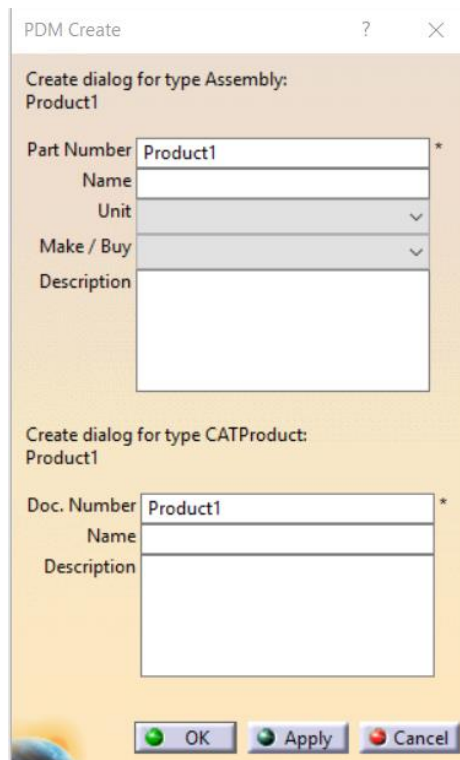 PDM Create ? ×
Create dialog for type Assembly:
Product1
Part Number Product1 *
Name
Unit
Make / Buy
Description
Create dialog for type CATProduct:
Product1
Doc. Number Product1 *
Name
Description
OK Apply Cancel